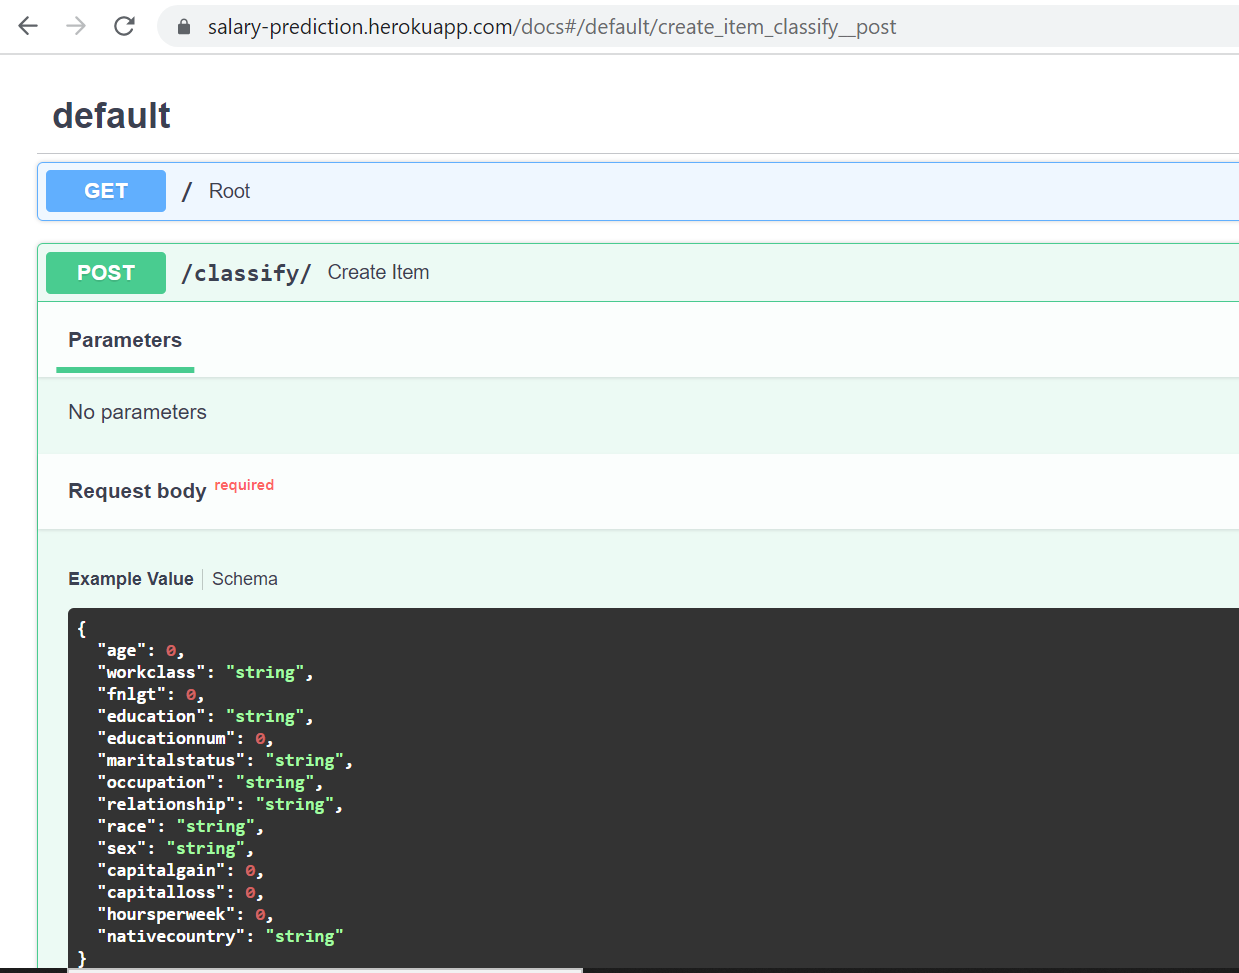 salary-prediction.herokuapp.com/docs#/default/create_item_classify__post
default
GET / Root
POST /classify/ Create Item
Parameters
No parameters
Request body required
Example Value Schema
{
"age": 0,
"workclass": "string",
"fnlgt": 0,
"education": "string",
"educationnum": 0,
"maritalstatus": "string",
"occupation": "string",
"relationship": "string",
"race": "string",
"sex": "string",
"capitalgain": 0,
"capitalloss": 0,
"hoursperweek": 0,
"nativecountry": "string"
}